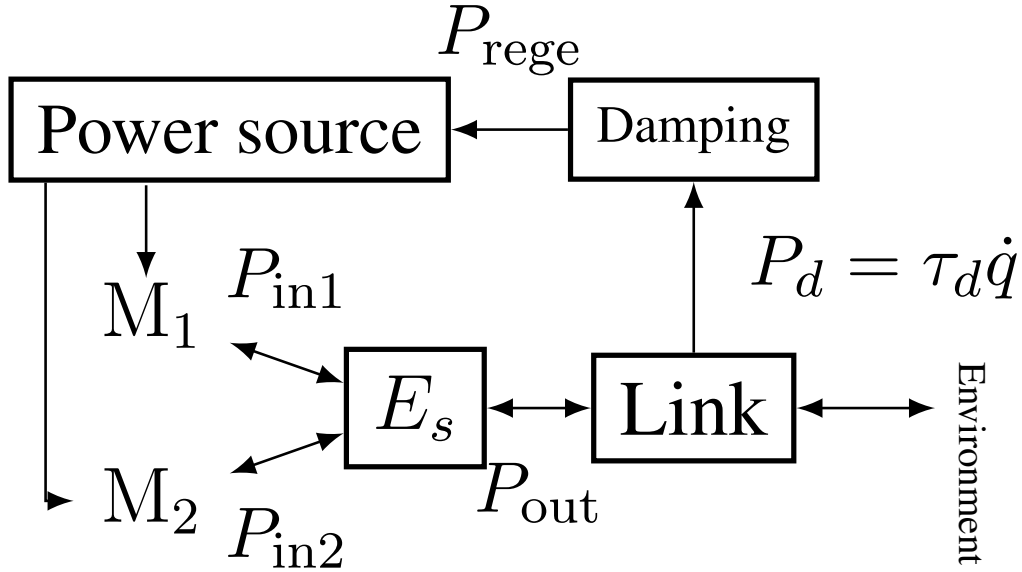 P_rege
Power source
Damping
P_in1
P_d = τ_d q̇
M_1
E_s
Link
Environment
M_2
P_out
P_in2